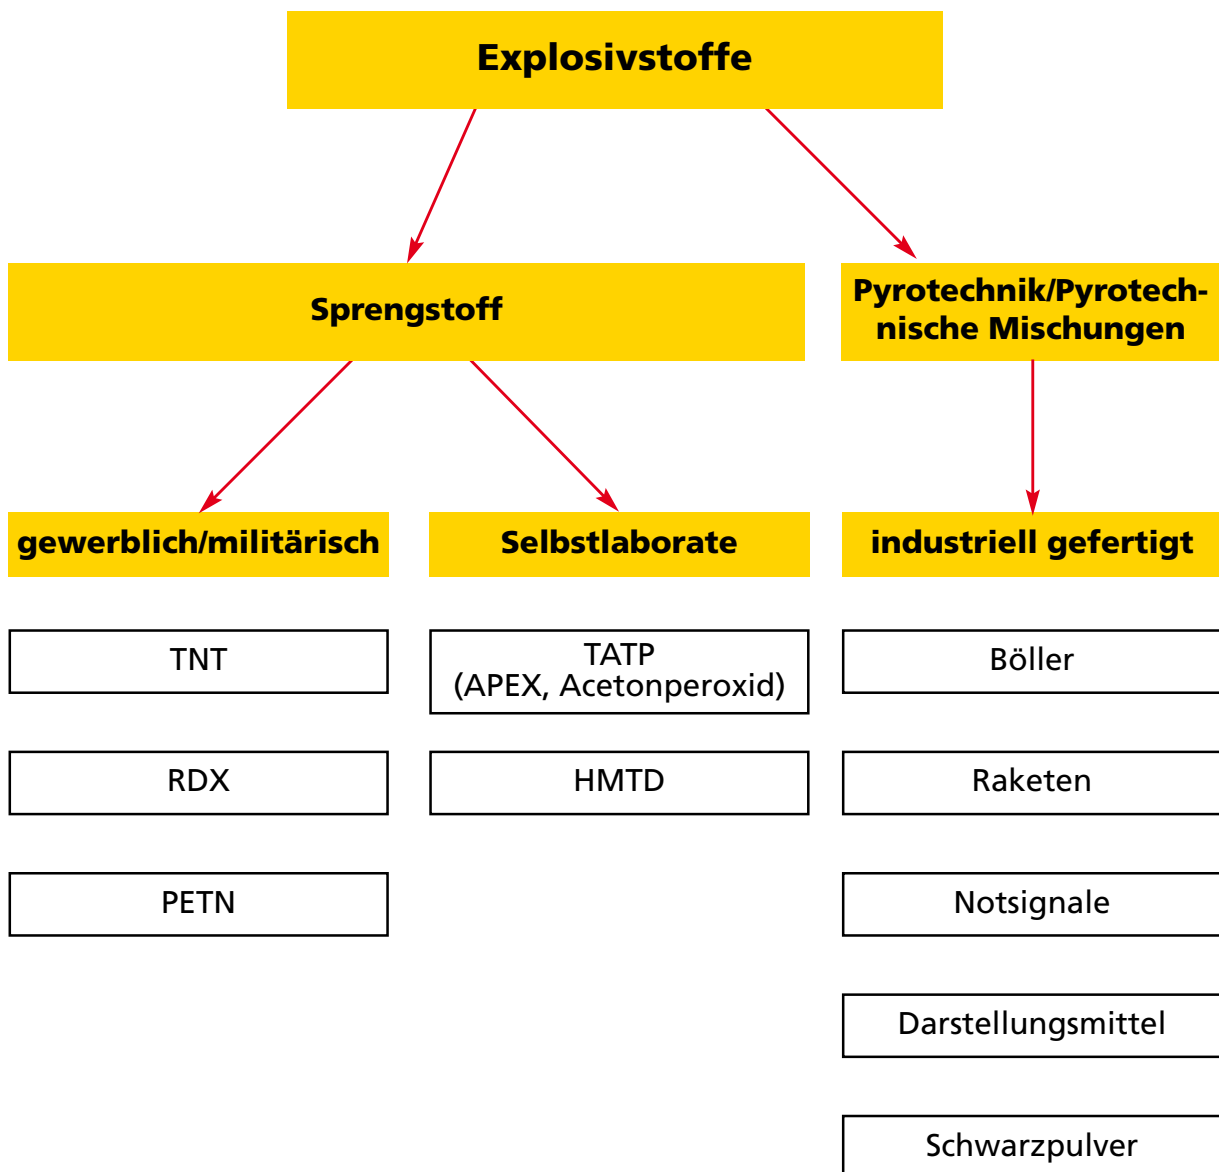 Explosivstoffe
Sprengstoff
Pyrotechnik/Pyrotech-
nische Mischungen
gewerblich/militärisch
Selbstlaborate
industriell gefertigt
TNT
TATP
(APEX, Acetonperoxid)
Böller
RDX
HMTD
Raketen
PETN
Notsignale
Darstellungsmittel
Schwarzpulver